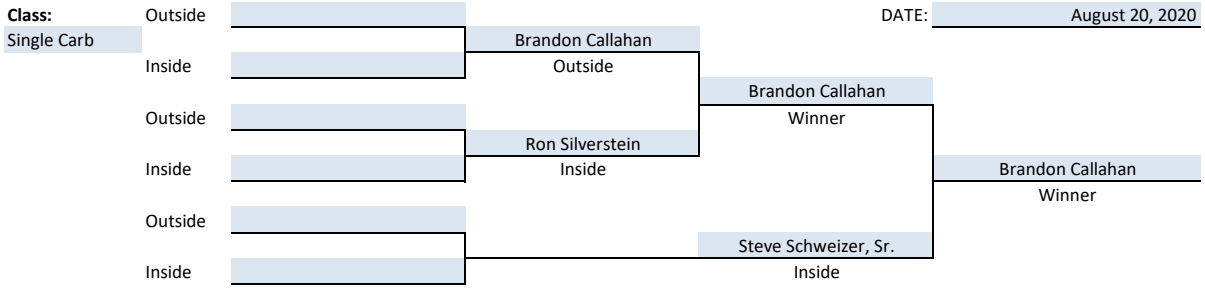 Class: Outside DATE: August 20, 2020
Single Carb Brandon Callahan
Inside Outside
Brandon Callahan
Outside Winner
Ron Silverstein
Inside Inside Brandon Callahan
Winner
Outside
Steve Schweizer, Sr.
Inside Inside